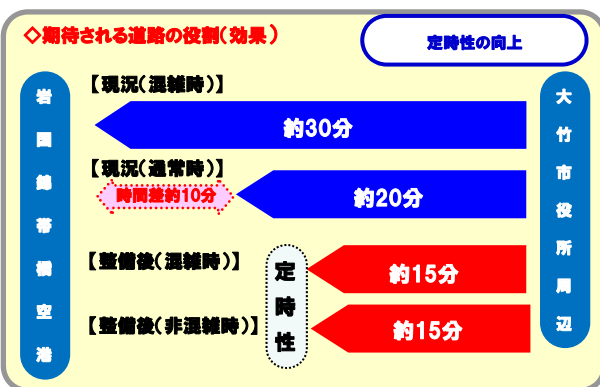 ◇期待される道路の役割(効果)
定時性の向上
岩国錦帯橋空港
【現況(混雑時)】
約30分
【現況(通常時)】
時間差約10分
約20分
【整備後(混雑時)】
約15分
【整備後(非混雑時)】
約15分
定時性
大竹市役所周辺